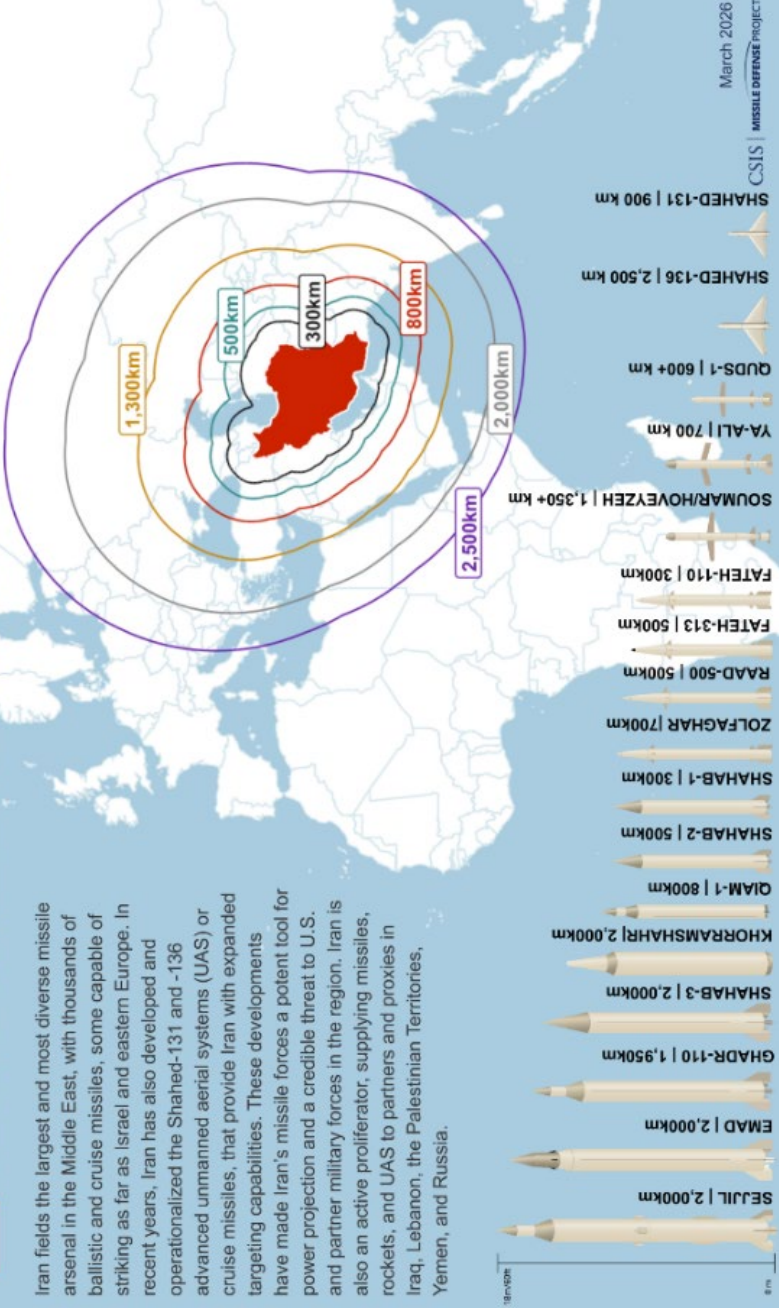 Iran fields the largest and most diverse missile
arsenal in the Middle East, with thousands of
ballistic and cruise missiles, some capable of
striking as far as Israel and eastern Europe. In
recent years, Iran has also developed and
operationalized the Shahed-131 and -136
advanced unmanned aerial systems (UAS) or
cruise missiles, that provide Iran with expanded
targeting capabilities. These developments
have made Iran's missile forces a potent tool for
power projection and a credible threat to U.S.
and partner military forces in the region. Iran is
also an active proliferator, supplying missiles,
rockets, and UAS to partners and proxies in
Iraq, Lebanon, the Palestinian Territories,
Yemen, and Russia.
1,300km
500km
300km
800km
2,000km
2,500km
18m/60ft
0 m
SEJJIL | 2,000km
EMAD | 2,000km
GHADR-110 | 1,950km
SHAHAB-3 | 2,000km
KHORRAMSHAHR| 2,000km
QIAM-1 | 800km
SHAHAB-2 | 500km
SHAHAB-1 | 300km
ZOLFAGHAR |700km
RAAD-500 | 500km
FATEH-313 | 500km
FATEH-110 | 300km
SOUMAR/HOVEYZEH | 1,350+ km
YA-ALI | 700 km
QUDS-1 | 600+ km
SHAHED-136 | 2,500 km
SHAHED-131 | 900 km
March 2026
CSIS | MISSILE DEFENSE PROJECT